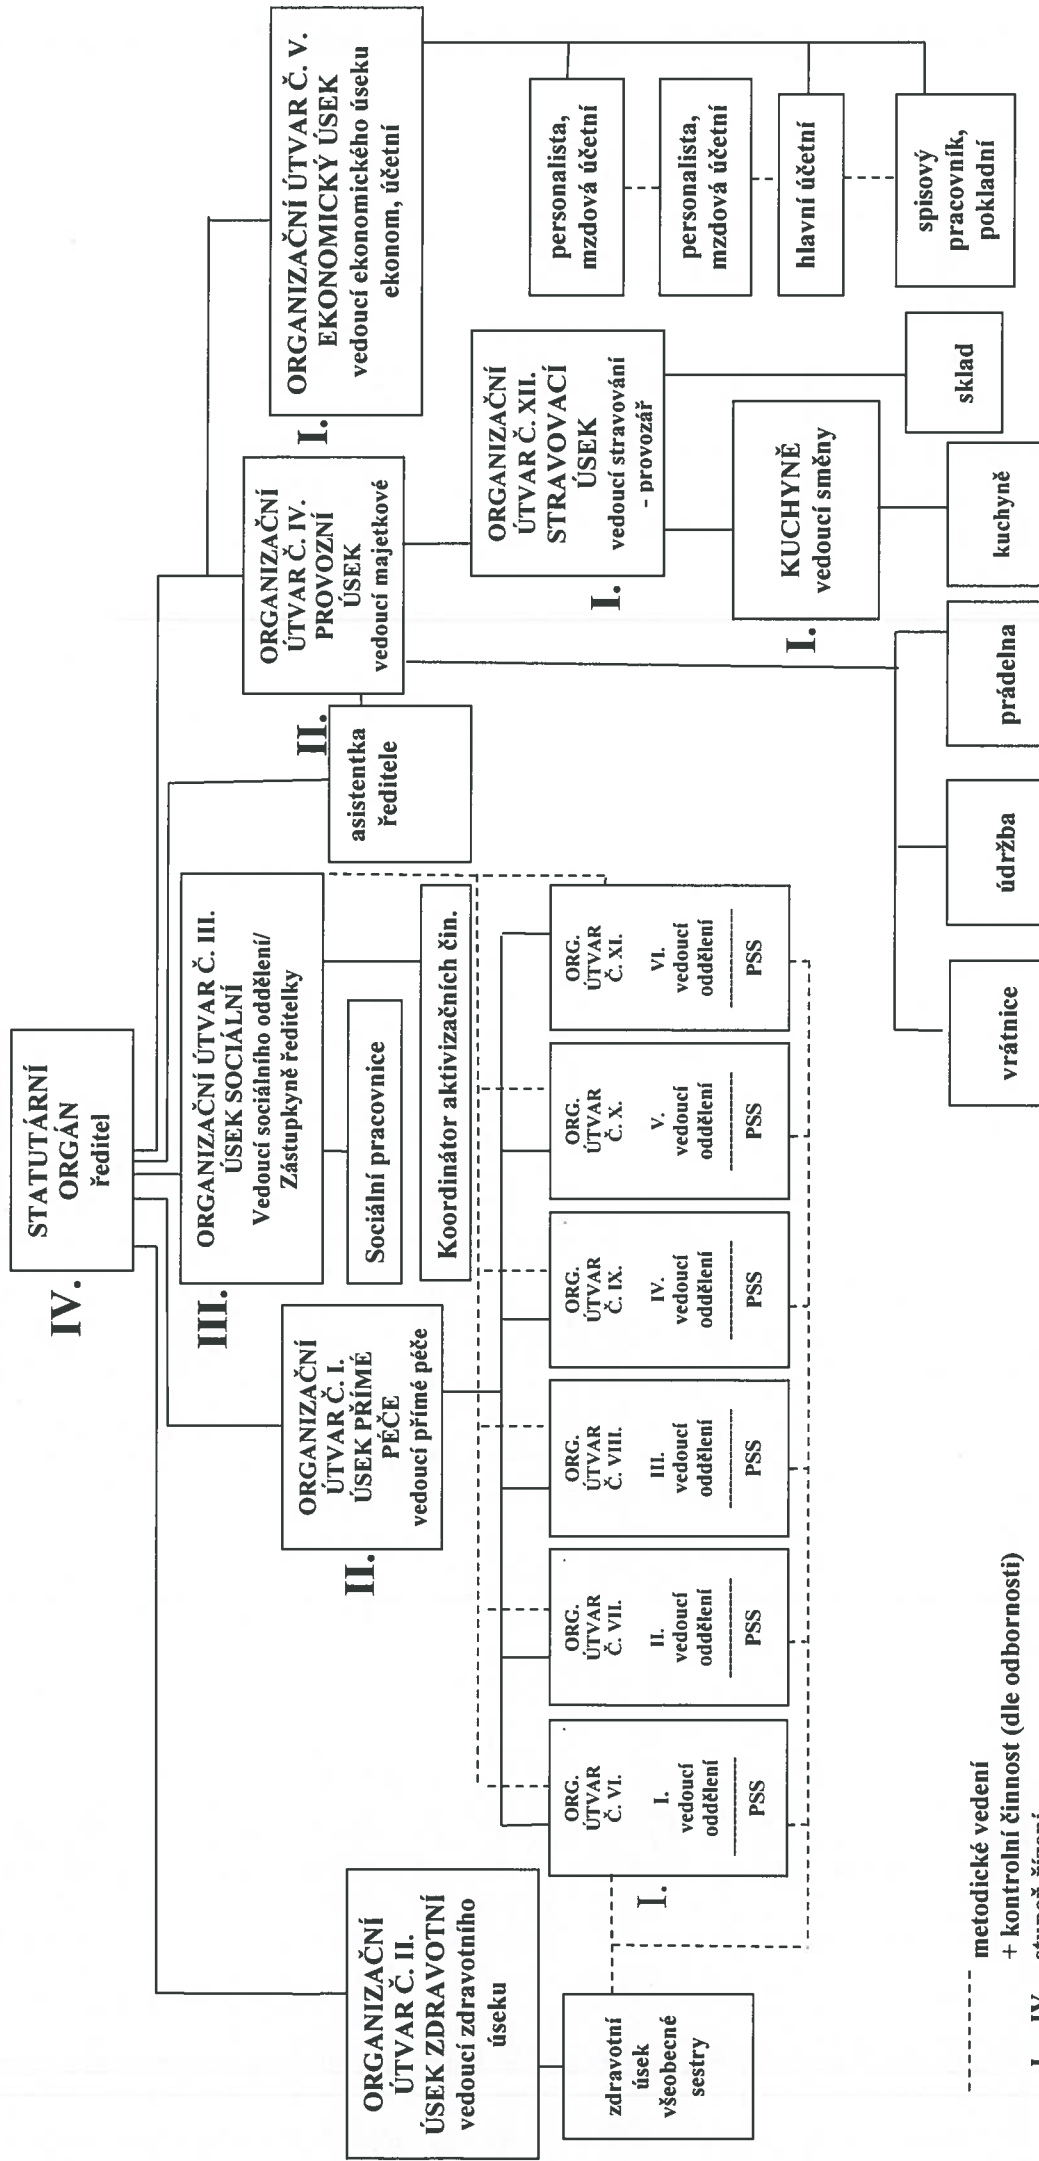 STATUTÁRNÍ
ORGÁN
ředitel
IV.
ORGANIZAČNÍ
ÚTVAR Č. II.
ÚSEK ZDRAVOTNÍ
vedoucí zdravotního
úseku
zdravotní
úsek
všeobecné
sestry
ORGANIZAČNÍ
ÚTVAR Č. I.
ÚSEK PŘÍMÉ
PÉČE
vedoucí přímé péče
II.
ORGANIZAČNÍ ÚTVAR Č. III.
ÚSEK SOCIÁLNÍ
Vedoucí sociálního oddělení/
Zástupkyně ředitelky
III.
Sociální pracovnice
Koordinátor aktivizačních čin.
asistentka
ředitele
ORGANIZAČNÍ
ÚTVAR Č. IV.
PROVOZNÍ
ÚSEK
vedoucí majetkové
II.
ORGANIZAČNÍ ÚTVAR Č. V.
EKONOMICKÝ ÚSEK
vedoucí ekonomického úseku
ekonom, účetní
I.
personalista,
mzdová účetní
personalista,
mzdová účetní
hlavní účetní
spisový
pracovník,
pokladní
ORGANIZAČNÍ
ÚTVAR Č. XII.
STRAVOVACÍ
ÚSEK
vedoucí stravování
- provozář
I.
KUCHYNĚ
vedoucí směny
I.
sklad
kuchyně
prádelna
údržba
vrátnice
I.
ORG.
ÚTVAR
Č. VI.
I.
vedoucí
oddělení
PSS
ORG.
ÚTVAR
Č. VII.
II.
vedoucí
oddělení
PSS
ORG.
ÚTVAR
Č. VIII.
III.
vedoucí
oddělení
PSS
ORG.
ÚTVAR
Č. IX.
IV.
vedoucí
oddělení
PSS
ORG.
ÚTVAR
Č. X.
V.
vedoucí
oddělení
PSS
ORG.
ÚTVAR
Č. XI.
VI.
vedoucí
oddělení
PSS
metodické vedení
+ kontrolní činnost (dle odbornosti)